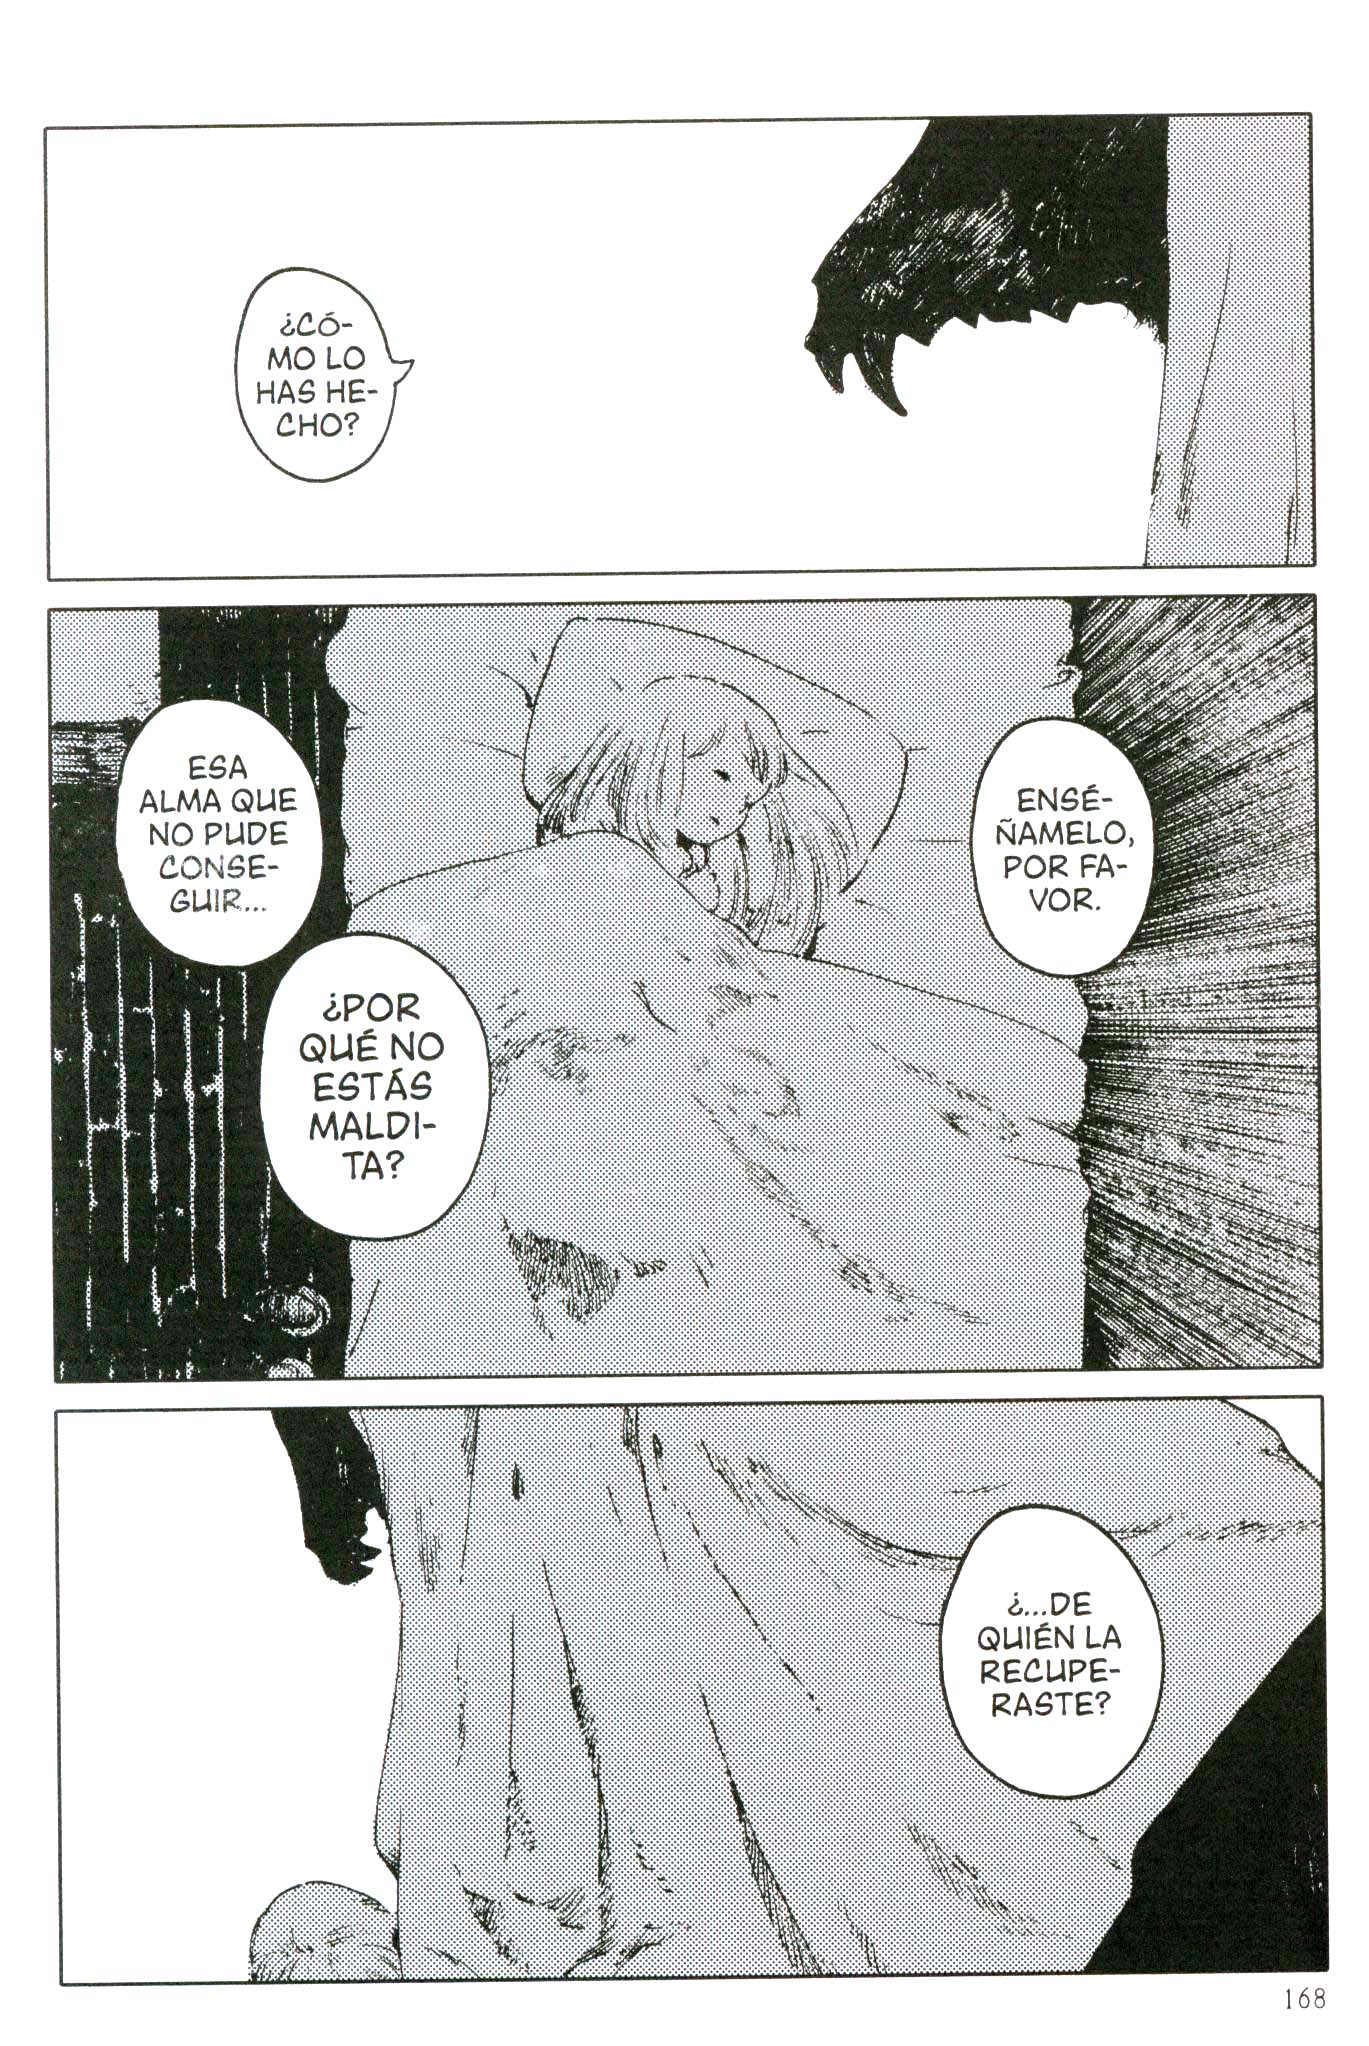 ¿CÓ-
MO LO
HAS HE-
CHO?
ENSÉ-
ÑAMELO,
POR FA-
VOR.
ESA
ALMA QUE
NO PUDE
CONSE-
GUIR...
¿POR
QUÉ NO
ESTÁS
MALDI-
TA?
¿...DE
QUIÉN LA
RECUPE-
RASTE?
168